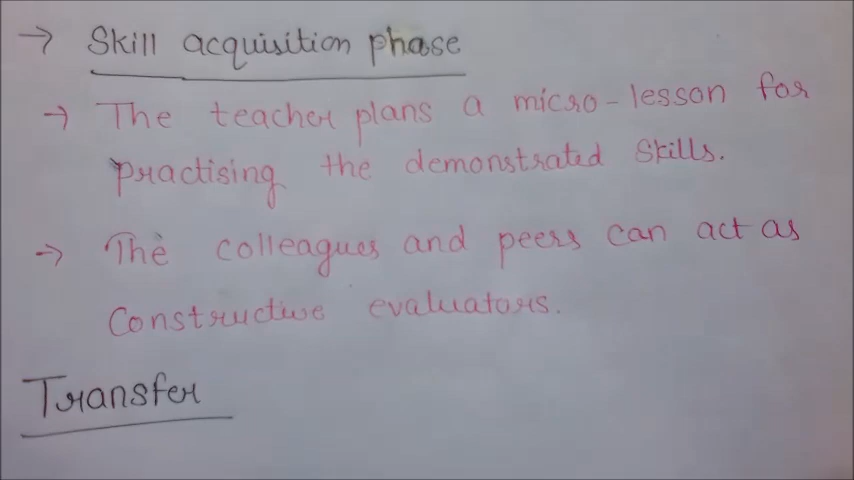 → Skill acquisition phase
→ The teacher plans a micro-lesson for
practising the demonstrated skills.
→ The colleagues and peers can act as
constructive evaluators.
Transfer